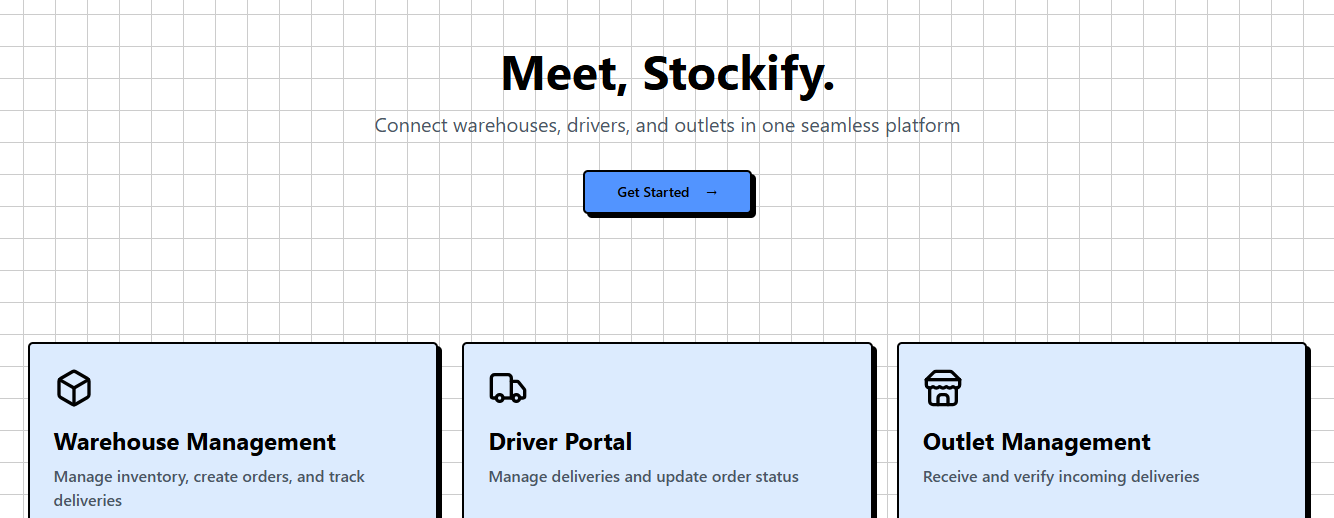 Meet, Stockify.
Connect warehouses, drivers, and outlets in one seamless platform
Get Started →
Warehouse Management
Manage inventory, create orders, and track
deliveries
Driver Portal
Manage deliveries and update order status
Outlet Management
Receive and verify incoming deliveries